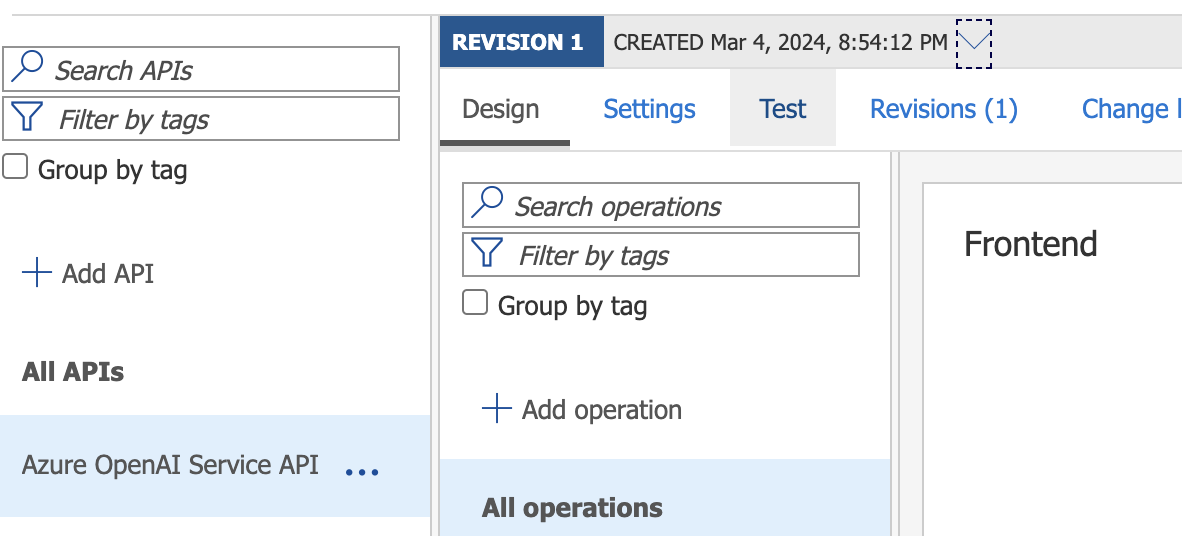 REVISION 1 CREATED Mar 4, 2024, 8:54:12 PM
Search APIs
Filter by tags
Group by tag
Add API
All APIs
Azure OpenAI Service API ...
Design Settings Test Revisions (1) Change
Search operations
Filter by tags
Group by tag
Add operation
All operations
Frontend